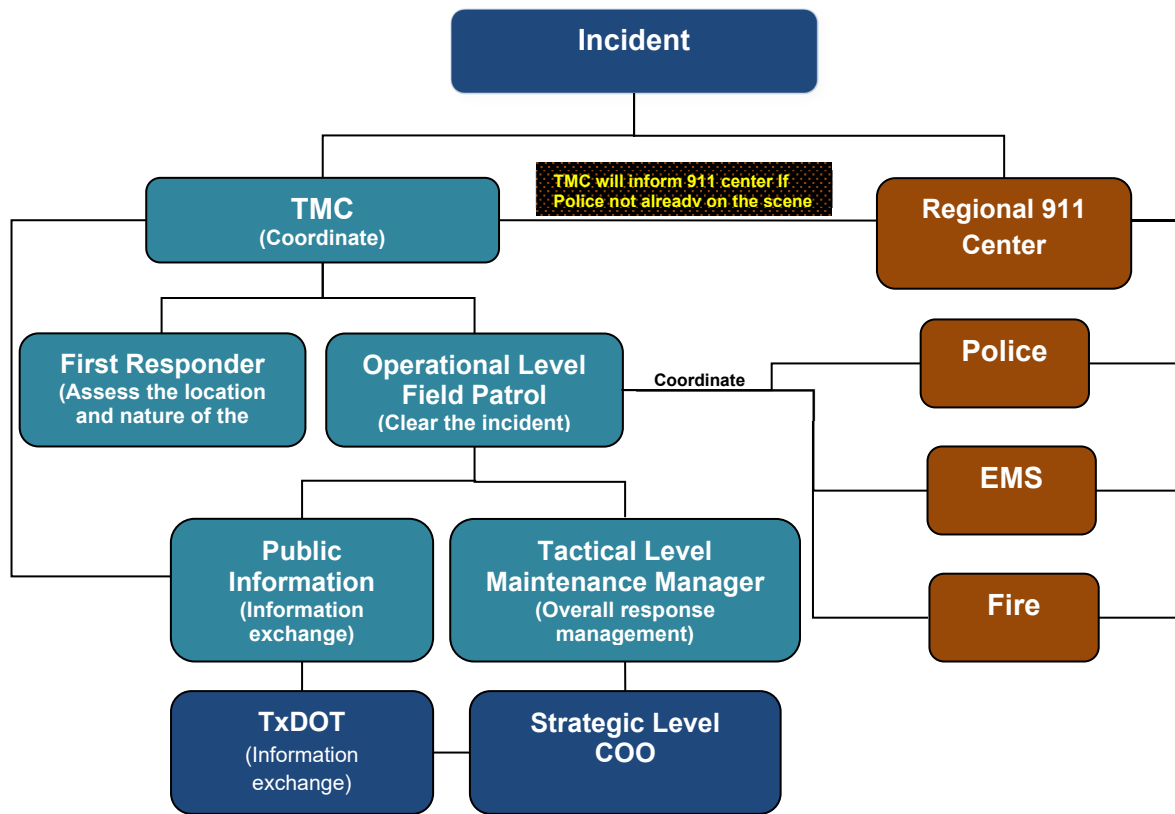 Incident
TMC will inform 911 center If
Police not already on the scene
TMC
(Coordinate)
Regional 911
Center
First Responder
(Assess the location
and nature of the
Operational Level
Field Patrol
(Clear the incident)
Coordinate
Police
EMS
Public
Information
(Information
exchange)
Tactical Level
Maintenance Manager
(Overall response
management)
Fire
TxDOT
(Information
exchange)
Strategic Level
COO